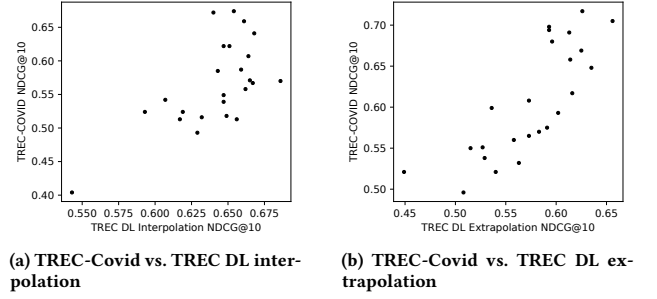 0.65
0.60
0.55
0.50
0.45
0.40
TREC-COVID NDCG@10
0.550 0.575 0.600 0.625 0.650 0.675
TREC DL Interpolation NDCG@10
(a) TREC-Covid vs. TREC DL inter-
polation
0.70
0.65
0.60
0.55
0.50
TREC-COVID NDCG@10
0.45 0.50 0.55 0.60 0.65
TREC DL Extrapolation NDCG@10
(b) TREC-Covid vs. TREC DL ex-
trapolation